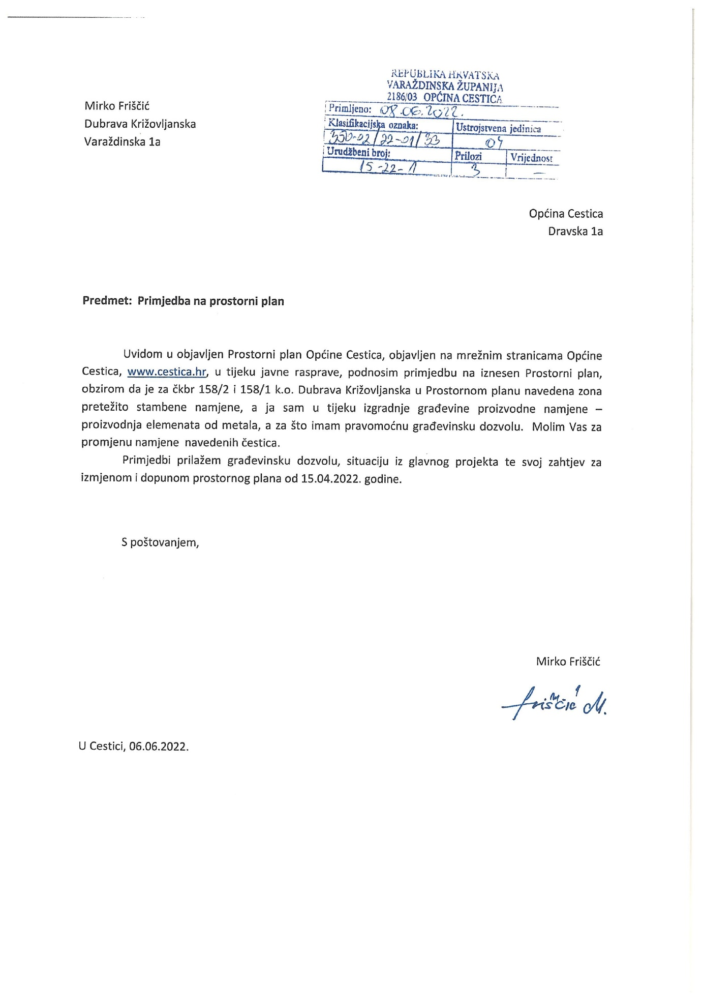 REPUBLIKA HRVATSKA
VARAŽDINSKA ŽUPANIJA
2186/03 OPĆINA CESTICA
Primljeno: 08.06.2022.
Klasifikacijska oznaka: Ustrojstvena jedinica
350-02/22-01/33 04
Urudžbeni broj: Prilozi Vrijednost
15-22-1 3 —
Mirko Friščić
Dubrava Križovljanska
Varaždinska 1a
Općina Cestica
Dravska 1a
Predmet: Primjedba na prostorni plan
Uvidom u objavljen Prostorni plan Općine Cestica, objavljen na mrežnim stranicama Općine
Cestica, www.cestica.hr, u tijeku javne rasprave, podnosim primjedbu na iznesen Prostorni plan,
obzirom da je za čkbr 158/2 i 158/1 k.o. Dubrava Križovljanska u Prostornom planu navedena zona
pretežito stambene namjene, a ja sam u tijeku izgradnje građevine proizvodne namjene –
proizvodnja elemenata od metala, a za što imam pravomoćnu građevinsku dozvolu. Molim Vas za
promjenu namjene navedenih čestica.
Primjedbi prilažem građevinsku dozvolu, situaciju iz glavnog projekta te svoj zahtjev za
izmjenom i dopunom prostornog plana od 15.04.2022. godine.
S poštovanjem,
Mirko Friščić
Friščić M.
U Cestici, 06.06.2022.